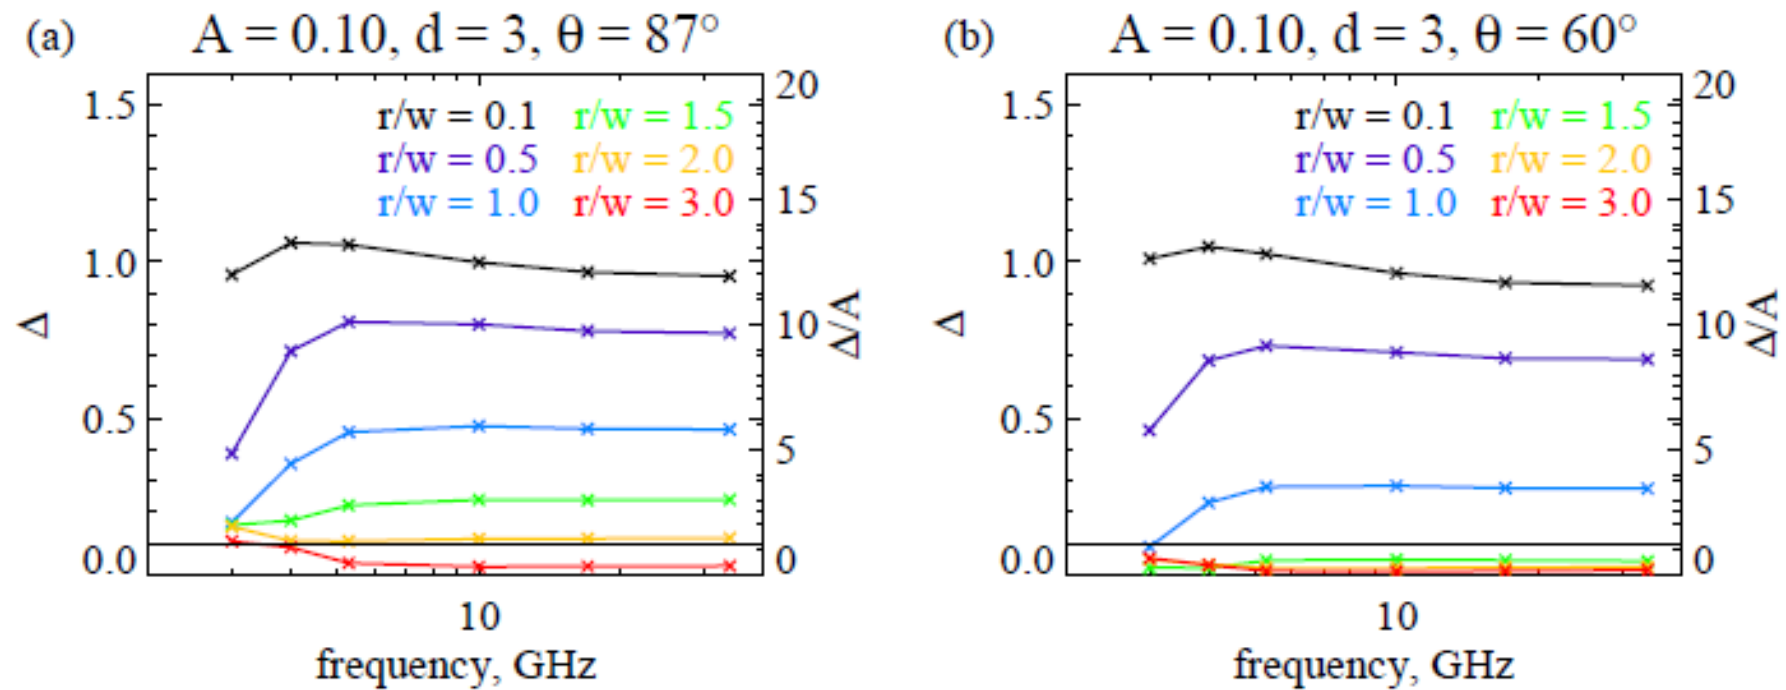 (a) A = 0.10, d = 3, θ = 87°
1.5
1.0
0.5
0.0
Δ
r/w = 0.1 r/w = 1.5
r/w = 0.5 r/w = 2.0
r/w = 1.0 r/w = 3.0
20
15
10
5
0
Δ/A
10
frequency, GHz
(b) A = 0.10, d = 3, θ = 60°
1.5
1.0
0.5
0.0
Δ
r/w = 0.1 r/w = 1.5
r/w = 0.5 r/w = 2.0
r/w = 1.0 r/w = 3.0
20
15
10
5
0
Δ/A
10
frequency, GHz